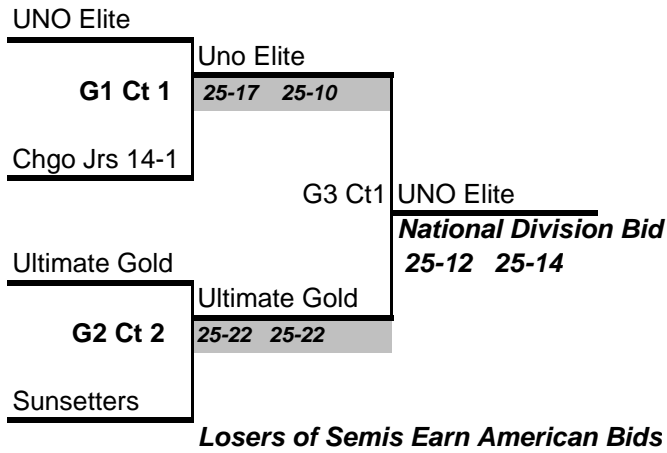 UNO Elite
Uno Elite
G1 Ct 1
25-17 25-10
Chgo Jrs 14-1
G3 Ct1
UNO Elite
National Division Bid
Ultimate Gold
25-12 25-14
Ultimate Gold
G2 Ct 2
25-22 25-22
Sunsetters
Losers of Semis Earn American Bids